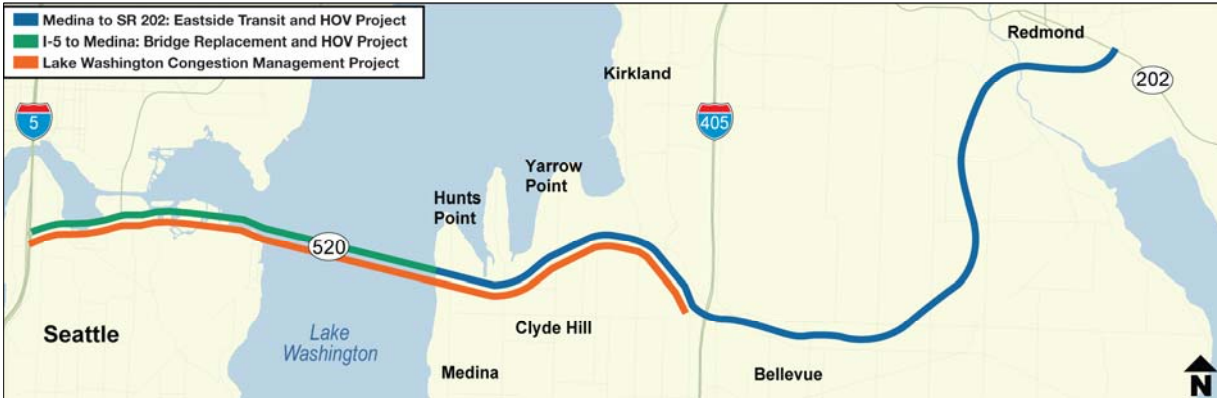 Medina to SR 202: Eastside Transit and HOV Project
I-5 to Medina: Bridge Replacement and HOV Project
Lake Washington Congestion Management Project
Redmond
202
Kirkland
5
405
Yarrow
Point
Hunts
Point
520
Seattle
Lake
Washington
Clyde Hill
Medina
Bellevue
N